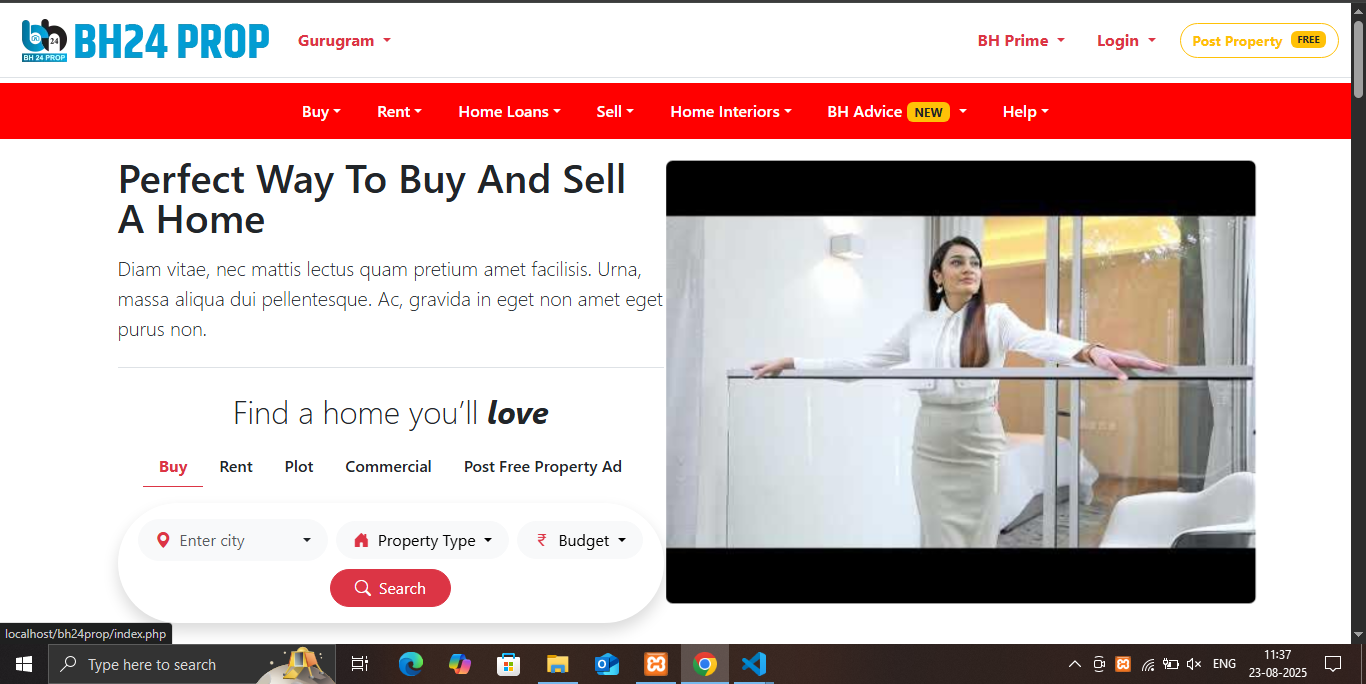 24
BH 24 PROP
BH24 PROP
Gurugram
BH Prime
Login
Post Property FREE
Buy
Rent
Home Loans
Sell
Home Interiors
BH Advice NEW
Help
Perfect Way To Buy And Sell
A Home
Diam vitae, nec mattis lectus quam pretium amet facilisis. Urna,
massa aliqua dui pellentesque. Ac, gravida in eget non amet eget
purus non.
Find a home you’ll love
Buy
Rent
Plot
Commercial
Post Free Property Ad
Enter city
Property Type
₹ Budget
Search
localhost/bh24prop/index.php
Type here to search
ENG
11:37
23-08-2025